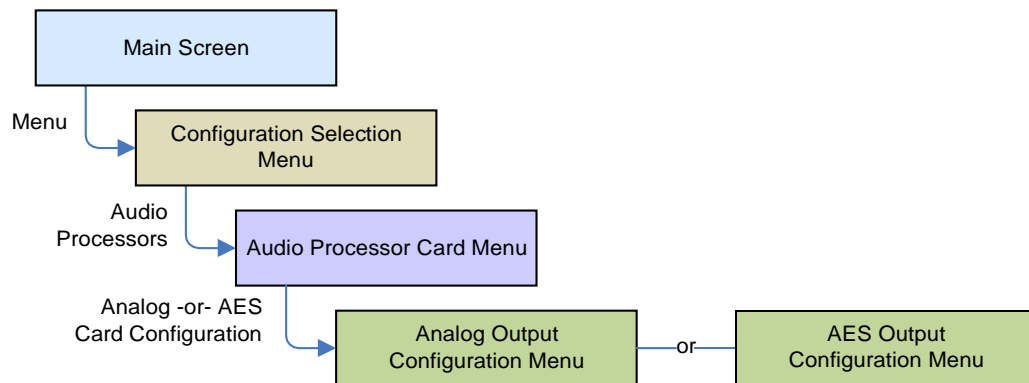 Main Screen
Menu
Configuration Selection
Menu
Audio
Processors
Audio Processor Card Menu
Analog -or- AES
Card Configuration
Analog Output
Configuration Menu
or
AES Output
Configuration Menu